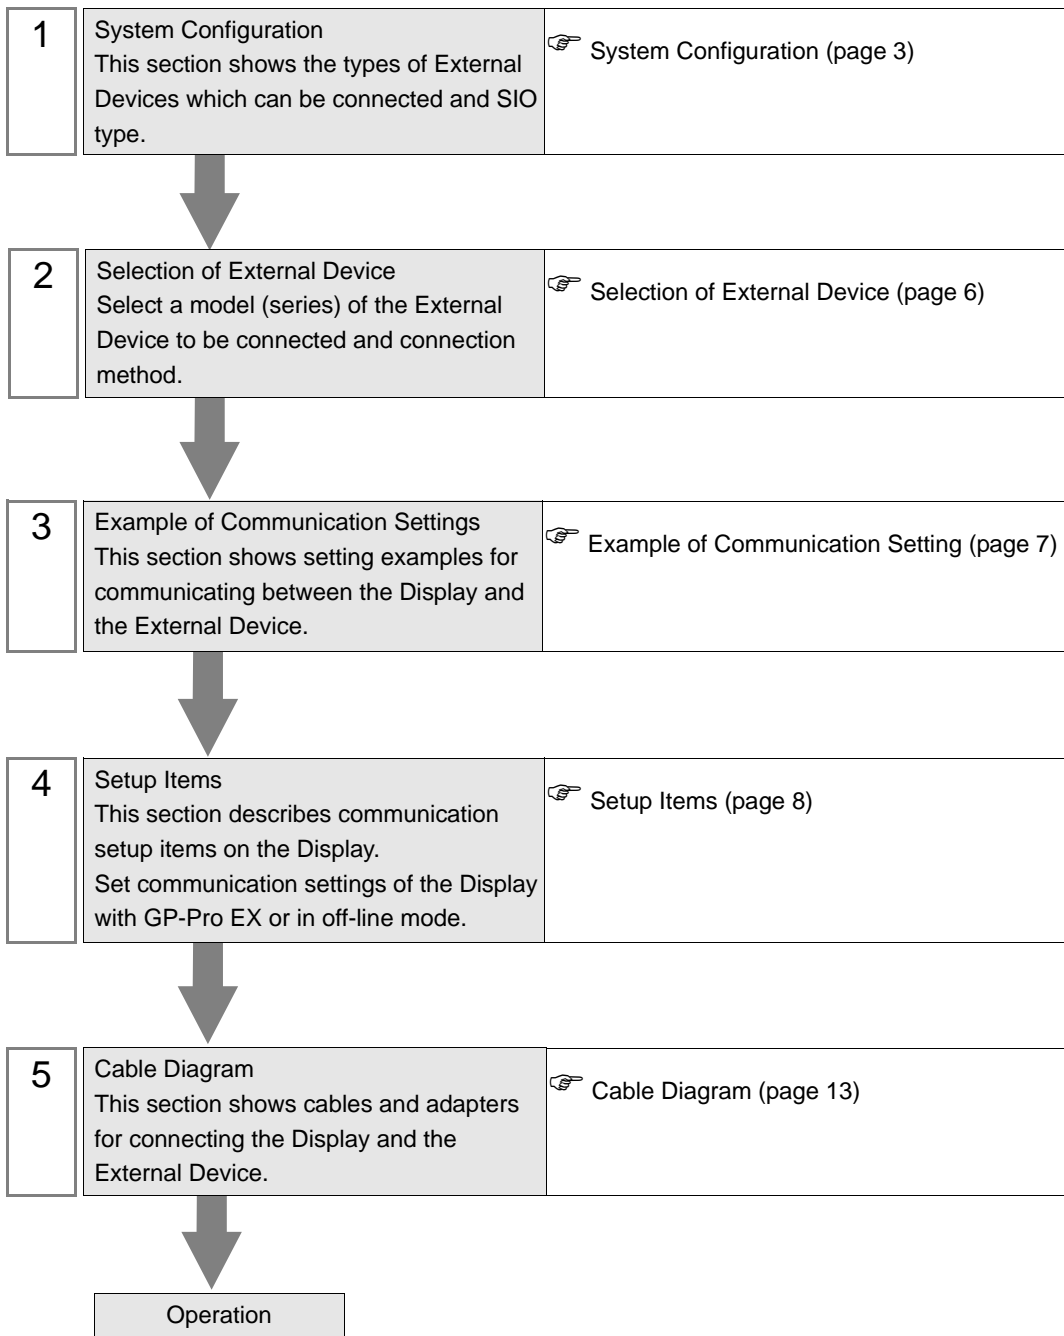 1
System Configuration
This section shows the types of External
Devices which can be connected and SIO
type.
System Configuration (page 3)
2
Selection of External Device
Select a model (series) of the External
Device to be connected and connection
method.
Selection of External Device (page 6)
3
Example of Communication Settings
This section shows setting examples for
communicating between the Display and
the External Device.
Example of Communication Setting (page 7)
4
Setup Items
This section describes communication
setup items on the Display.
Set communication settings of the Display
with GP-Pro EX or in off-line mode.
Setup Items (page 8)
5
Cable Diagram
This section shows cables and adapters
for connecting the Display and the
External Device.
Cable Diagram (page 13)
Operation